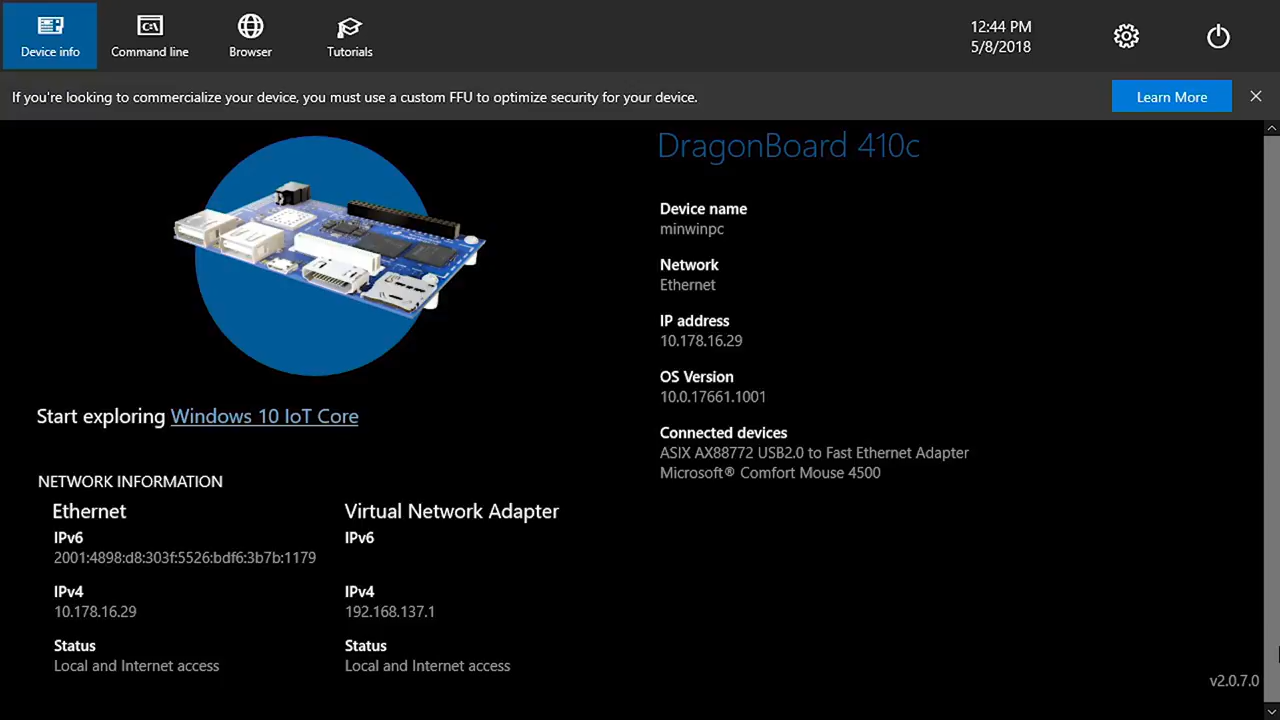 Device info
Command line
Browser
Tutorials
12:44 PM
5/8/2018
If you're looking to commercialize your device, you must use a custom FFU to optimize security for your device.
Learn More
DragonBoard 410c
Device name
minwinpc
Network
Ethernet
IP address
10.178.16.29
OS Version
10.0.17661.1001
Connected devices
ASIX AX88772 USB2.0 to Fast Ethernet Adapter
Microsoft® Comfort Mouse 4500
Start exploring Windows 10 IoT Core
NETWORK INFORMATION
Ethernet
IPv6
2001:4898:d8:303f:5526:bdf6:3b7b:1179
IPv4
10.178.16.29
Status
Local and Internet access
Virtual Network Adapter
IPv6
IPv4
192.168.137.1
Status
Local and Internet access
v2.0.7.0